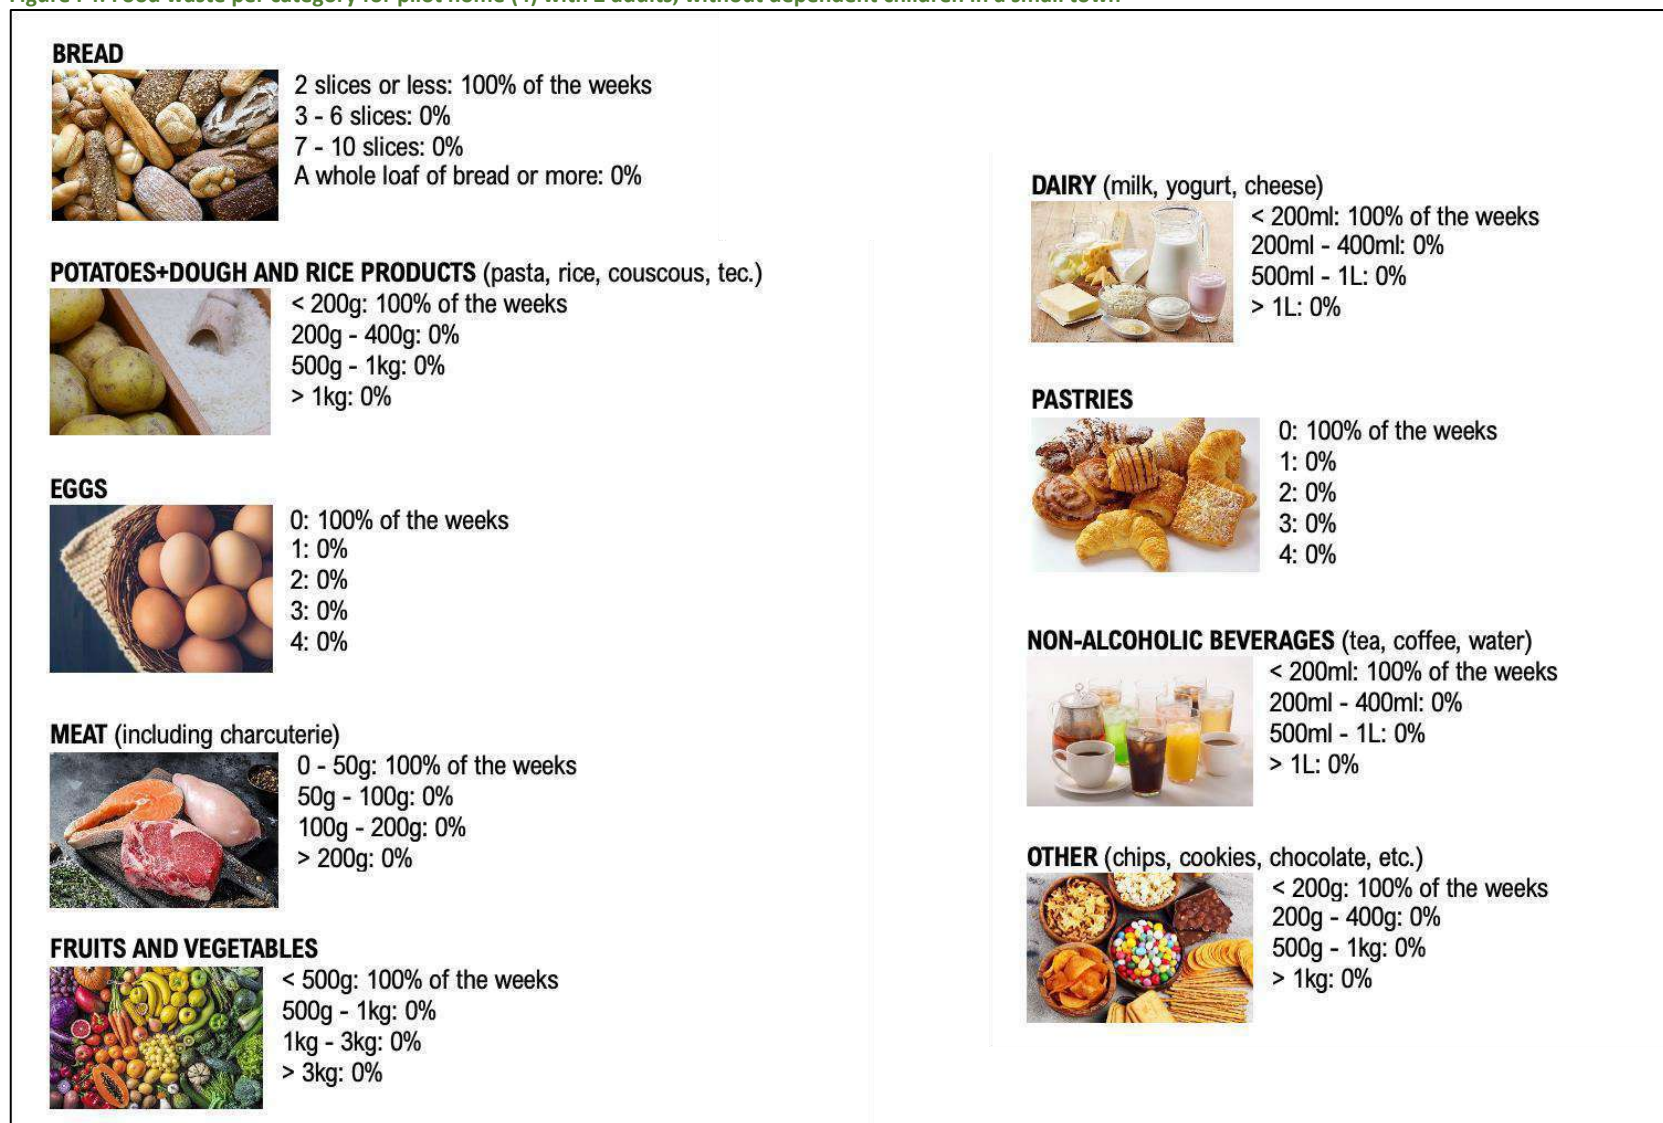 BREAD
2 slices or less: 100% of the weeks
3 - 6 slices: 0%
7 - 10 slices: 0%
A whole loaf of bread or more: 0%
POTATOES+DOUGH AND RICE PRODUCTS (pasta, rice, couscous, tec.)
< 200g: 100% of the weeks
200g - 400g: 0%
500g - 1kg: 0%
> 1kg: 0%
EGGS
0: 100% of the weeks
1: 0%
2: 0%
3: 0%
4: 0%
MEAT (including charcuterie)
0 - 50g: 100% of the weeks
50g - 100g: 0%
100g - 200g: 0%
> 200g: 0%
FRUITS AND VEGETABLES
< 500g: 100% of the weeks
500g - 1kg: 0%
1kg - 3kg: 0%
> 3kg: 0%
DAIRY (milk, yogurt, cheese)
< 200ml: 100% of the weeks
200ml - 400ml: 0%
500ml - 1L: 0%
> 1L: 0%
PASTRIES
0: 100% of the weeks
1: 0%
2: 0%
3: 0%
4: 0%
NON-ALCOHOLIC BEVERAGES (tea, coffee, water)
< 200ml: 100% of the weeks
200ml - 400ml: 0%
500ml - 1L: 0%
> 1L: 0%
OTHER (chips, cookies, chocolate, etc.)
< 200g: 100% of the weeks
200g - 400g: 0%
500g - 1kg: 0%
> 1kg: 0%